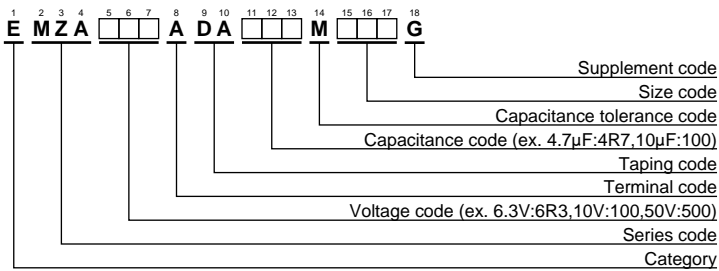 1 2 3 4 5 6 7 8 9 10 11 12 13 14 15 16 17 18
E M Z A A D A M G
Supplement code
Size code
Capacitance tolerance code
Capacitance code (ex. 4.7μF:4R7,10μF:100)
Taping code
Terminal code
Voltage code (ex. 6.3V:6R3,10V:100,50V:500)
Series code
Category